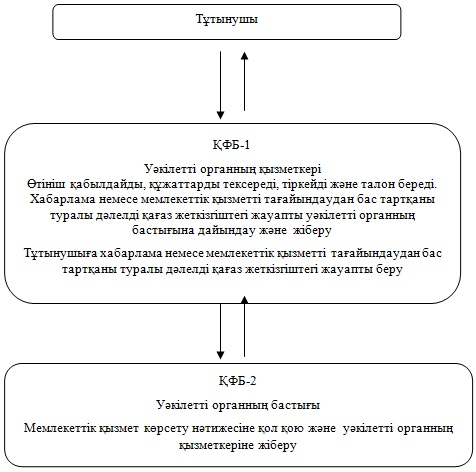 Тұтынушы
ҚФБ-1
Уәкілетті органның қызметкері
Өтініш қабылдайды, құжаттарды тексереді, тіркейді және талон береді.
Хабарлама немесе мемлекеттік қызметті тағайындаудан бас тартқаны
туралы дәлелді қағаз жеткізгіштегі жауапты уәкілетті органның
бастығына дайындау және жіберу
Тұтынушыға хабарлама немесе мемлекеттік қызметті тағайындаудан бас
тартқаны туралы дәлелді қағаз жеткізгіштегі жауапты беру
ҚФБ-2
Уәкілетті органның бастығы
Мемлекеттік қызмет көрсету нәтижесіне қол қою және уәкілетті органның
қызметкеріне жіберу